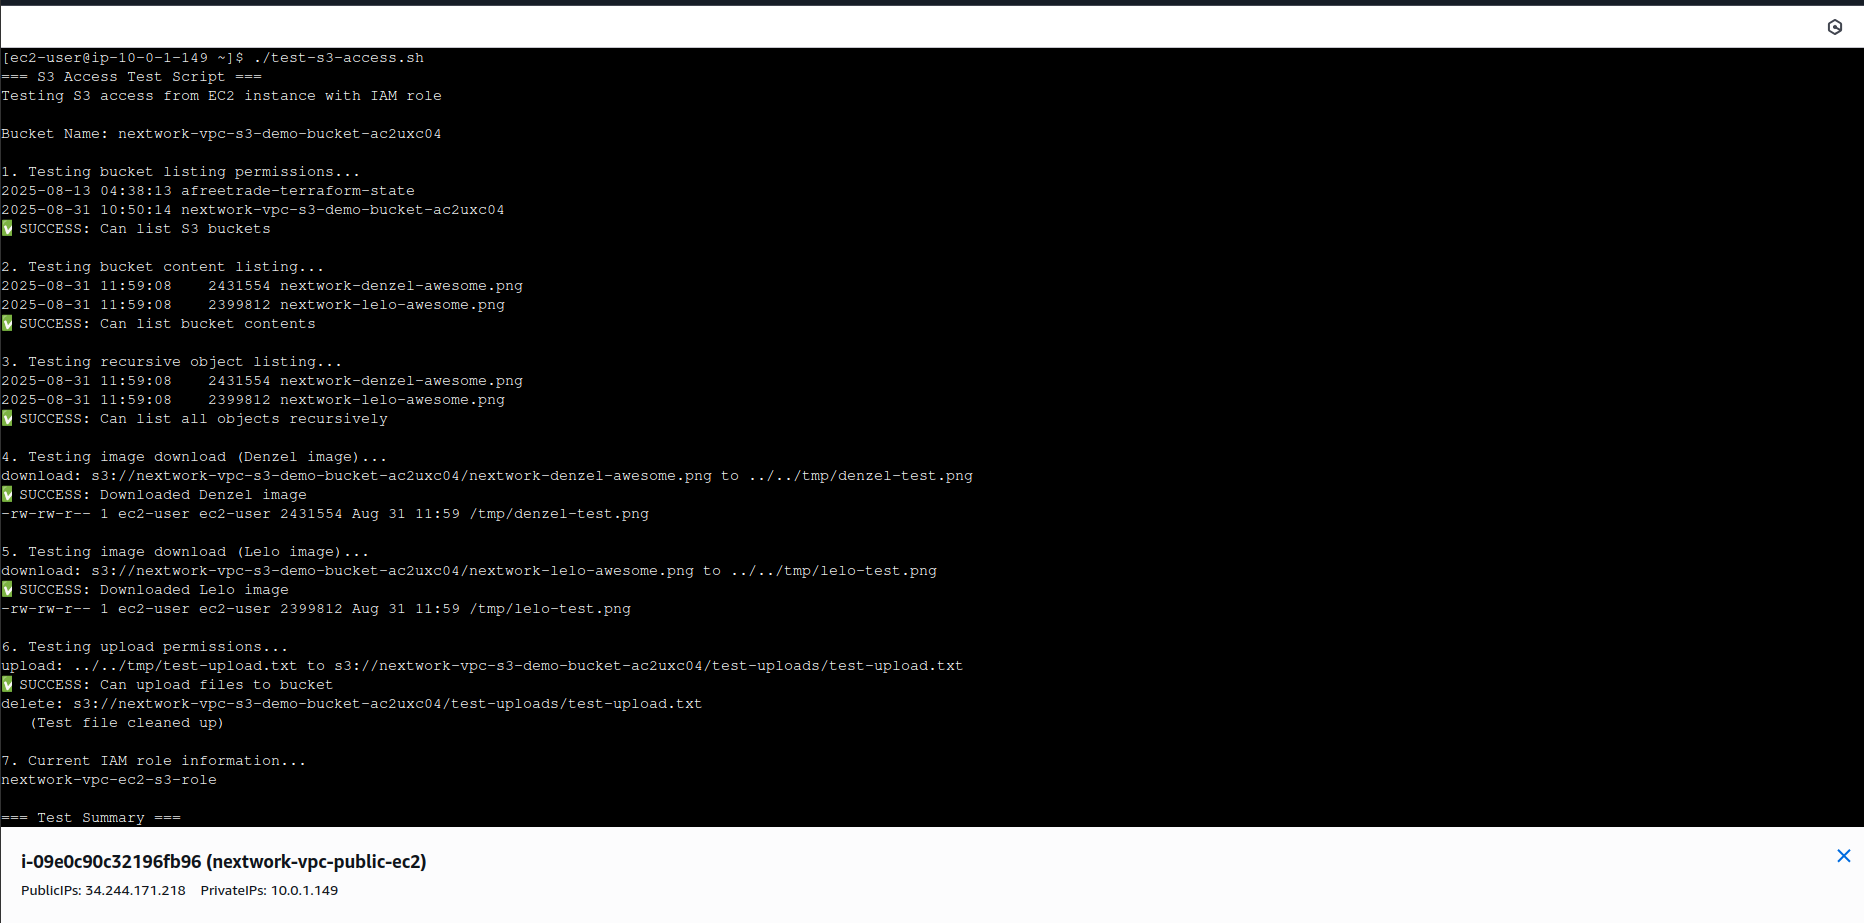 [ec2-user@ip-10-0-1-149 ~]$ ./test-s3-access.sh
=== S3 Access Test Script ===
Testing S3 access from EC2 instance with IAM role
Bucket Name: nextwork-vpc-s3-demo-bucket-ac2uxc04
1. Testing bucket listing permissions...
2025-08-13 04:38:13 afreetrade-terraform-state
2025-08-31 10:50:14 nextwork-vpc-s3-demo-bucket-ac2uxc04
✅ SUCCESS: Can list S3 buckets
2. Testing bucket content listing...
2025-08-31 11:59:08    2431554 nextwork-denzel-awesome.png
2025-08-31 11:59:08    2399812 nextwork-lelo-awesome.png
✅ SUCCESS: Can list bucket contents
3. Testing recursive object listing...
2025-08-31 11:59:08    2431554 nextwork-denzel-awesome.png
2025-08-31 11:59:08    2399812 nextwork-lelo-awesome.png
✅ SUCCESS: Can list all objects recursively
4. Testing image download (Denzel image)...
download: s3://nextwork-vpc-s3-demo-bucket-ac2uxc04/nextwork-denzel-awesome.png to ../../tmp/denzel-test.png
✅ SUCCESS: Downloaded Denzel image
-rw-rw-r-- 1 ec2-user ec2-user 2431554 Aug 31 11:59 /tmp/denzel-test.png
5. Testing image download (Lelo image)...
download: s3://nextwork-vpc-s3-demo-bucket-ac2uxc04/nextwork-lelo-awesome.png to ../../tmp/lelo-test.png
✅ SUCCESS: Downloaded Lelo image
-rw-rw-r-- 1 ec2-user ec2-user 2399812 Aug 31 11:59 /tmp/lelo-test.png
6. Testing upload permissions...
upload: ../../tmp/test-upload.txt to s3://nextwork-vpc-s3-demo-bucket-ac2uxc04/test-uploads/test-upload.txt
✅ SUCCESS: Can upload files to bucket
delete: s3://nextwork-vpc-s3-demo-bucket-ac2uxc04/test-uploads/test-upload.txt
(Test file cleaned up)
7. Current IAM role information...
nextwork-vpc-ec2-s3-role
=== Test Summary ===
i-09e0c90c32196fb96 (nextwork-vpc-public-ec2)
PublicIPs: 34.244.171.218    PrivateIPs: 10.0.1.149